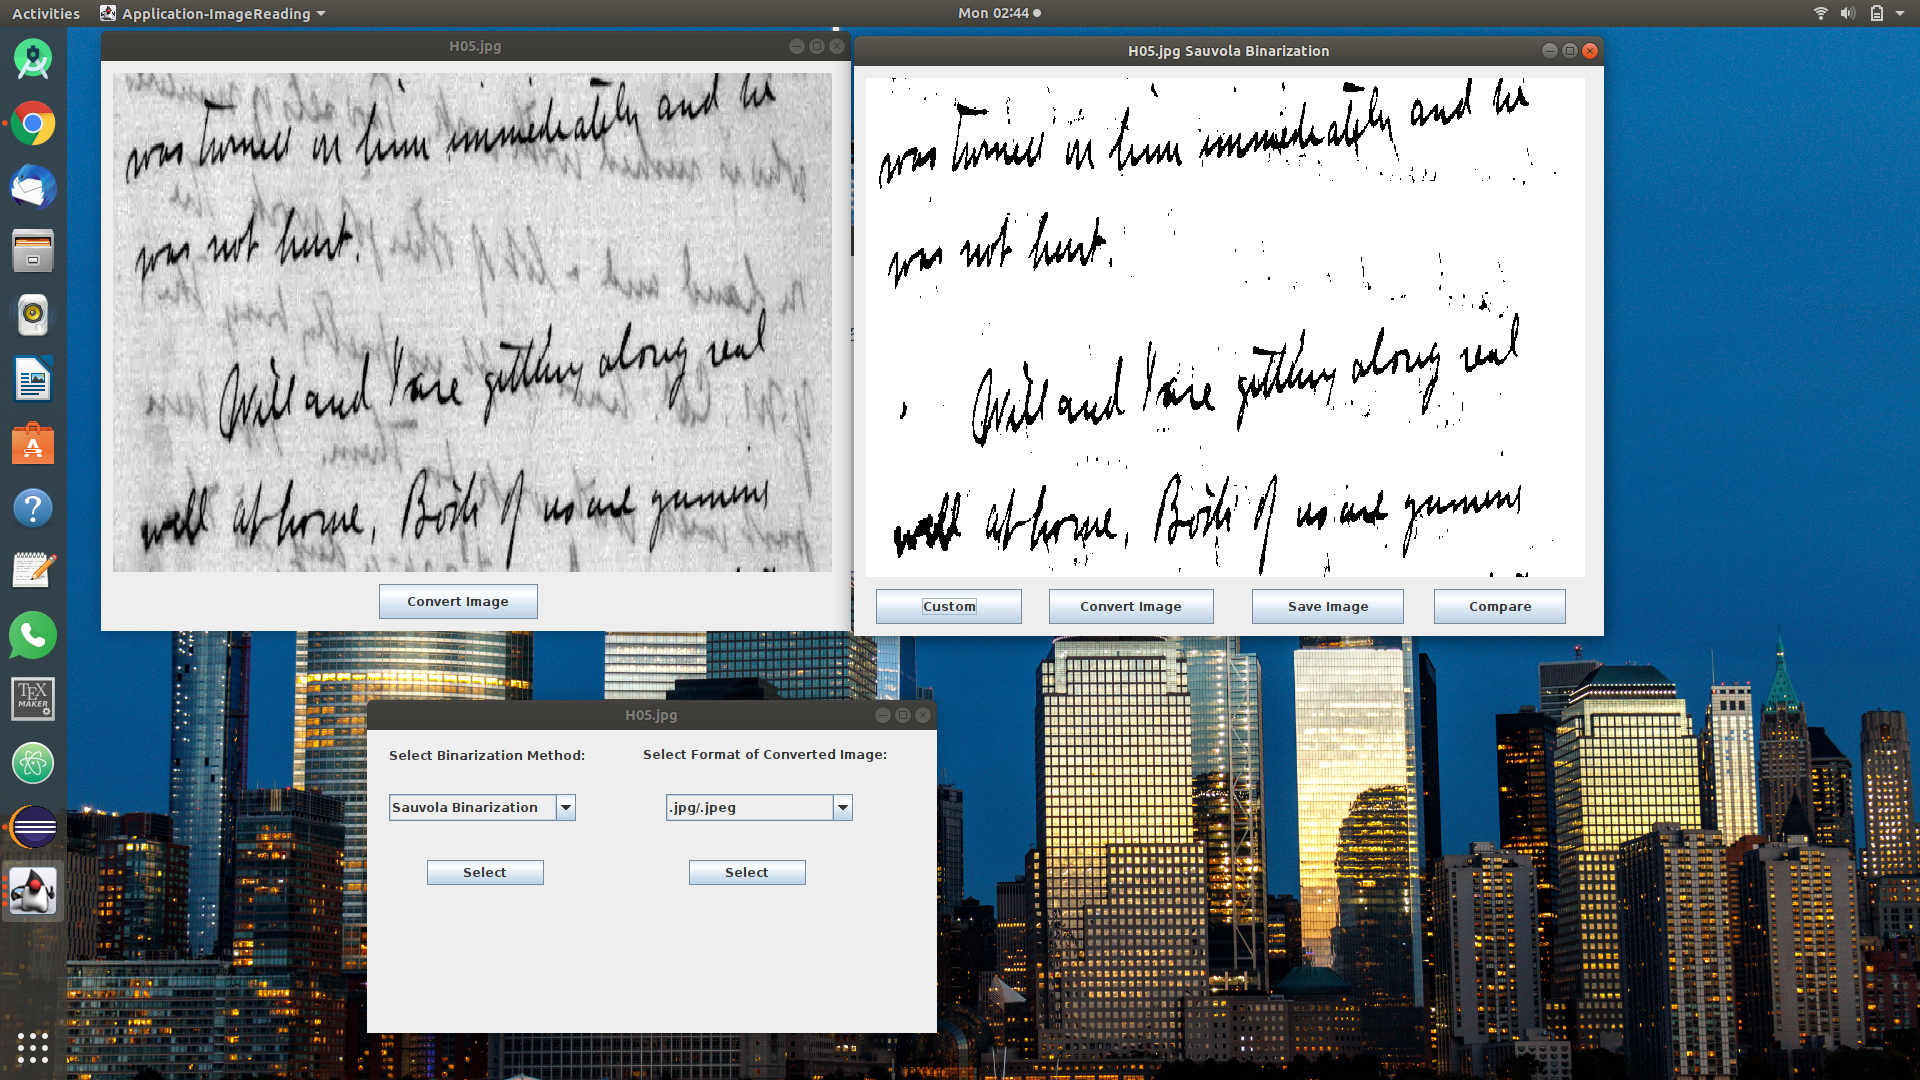 Activities
Application-ImageReading
Mon 02:44
H05.jpg
turned in him immediately and he
was
was not hurt.
Will and I are getting along real
well at home, Both of us are
Convert Image
H05.jpg Sauvola Binarization
turned in him immediately and he
was
was not hurt.
Will and I are getting along real
well at home, Both of us are
Custom
Convert Image
Save Image
Compare
H05.jpg
Select Binarization Method:
Select Format of Converted Image:
Sauvola Binarization
.jpg/.jpeg
Select
Select
TEX
MAKER